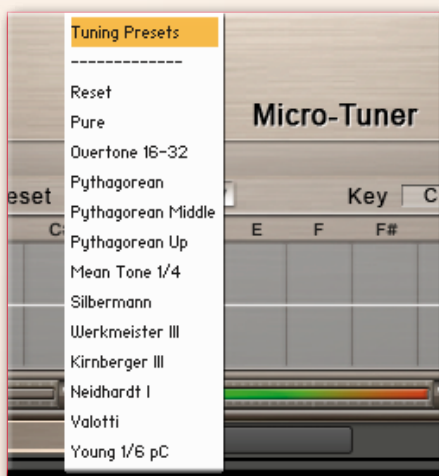 Tuning Presets
-------------
Reset
Pure
Overtone 16-32
Pythagorean
Pythagorean Middle
Pythagorean Up
Mean Tone 1/4
Silbermann
Werkmeister III
Kirnberger III
Neidhardt I
Valotti
Young 1/6 pC
Micro-Tuner
eset
Key C
C E F F#